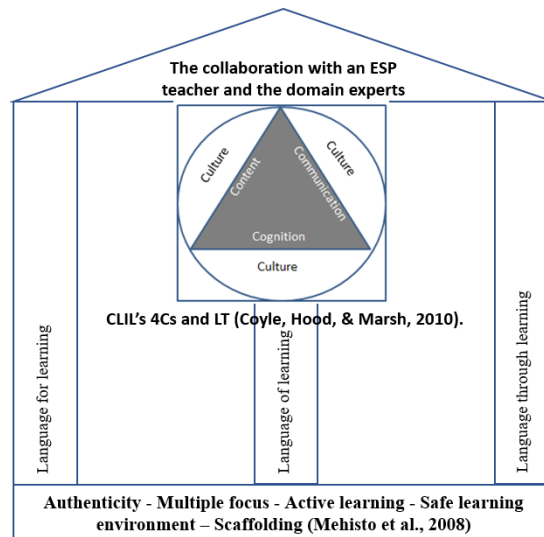 The collaboration with an ESP
teacher and the domain experts
Culture
Culture
Content
Communication
Cognition
Culture
CLIL's 4Cs and LT (Coyle, Hood, & Marsh, 2010).
Language for learning
Language of learning
Language through learning
Authenticity - Multiple focus - Active learning - Safe learning
environment – Scaffolding (Mehisto et al., 2008)